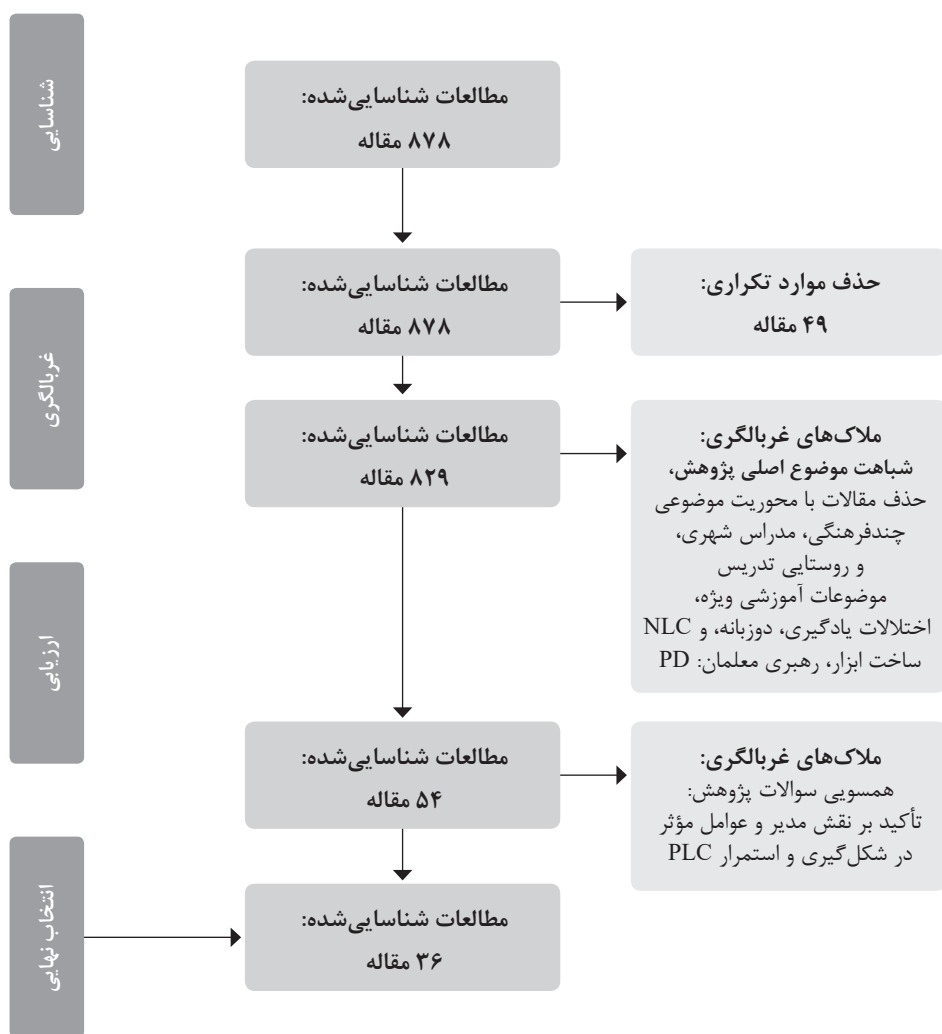 شناسایی
مطالعات شناسایی‌شده:
۸۷۸ مقاله
غربالگری
مطالعات شناسایی‌شده:
۸۷۸ مقاله
حذف موارد تکراری:
۴۹ مقاله
مطالعات شناسایی‌شده:
۸۲۹ مقاله
ملاک‌های غربالگری:
شباهت موضوع اصلی پژوهش،
حذف مقالات با محوریت موضوعی
چندفرهنگی، مدراس شهری،
و روستایی تدریس
موضوعات آموزشی ویژه،
اختلالات یادگیری، دوزبانه، و NLC
ساخت ابزار، رهبری معلمان: PD
ارزیابی
مطالعات شناسایی‌شده:
۵۴ مقاله
ملاک‌های غربالگری:
همسویی سوالات پژوهش:
تأکید بر نقش مدیر و عوامل مؤثر
در شکل‌گیری و استمرار PLC
انتخاب نهایی
مطالعات شناسایی‌شده:
۳۶ مقاله